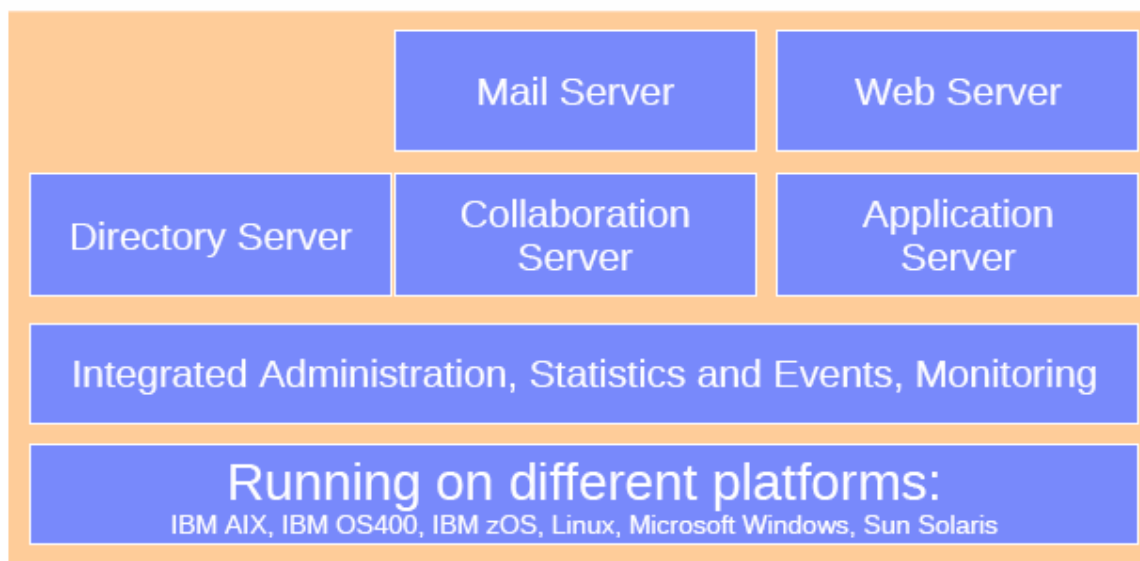 Mail Server
Web Server
Directory Server
Collaboration
Server
Application
Server
Integrated Administration, Statistics and Events, Monitoring
Running on different platforms:
IBM AIX, IBM OS400, IBM zOS, Linux, Microsoft Windows, Sun Solaris